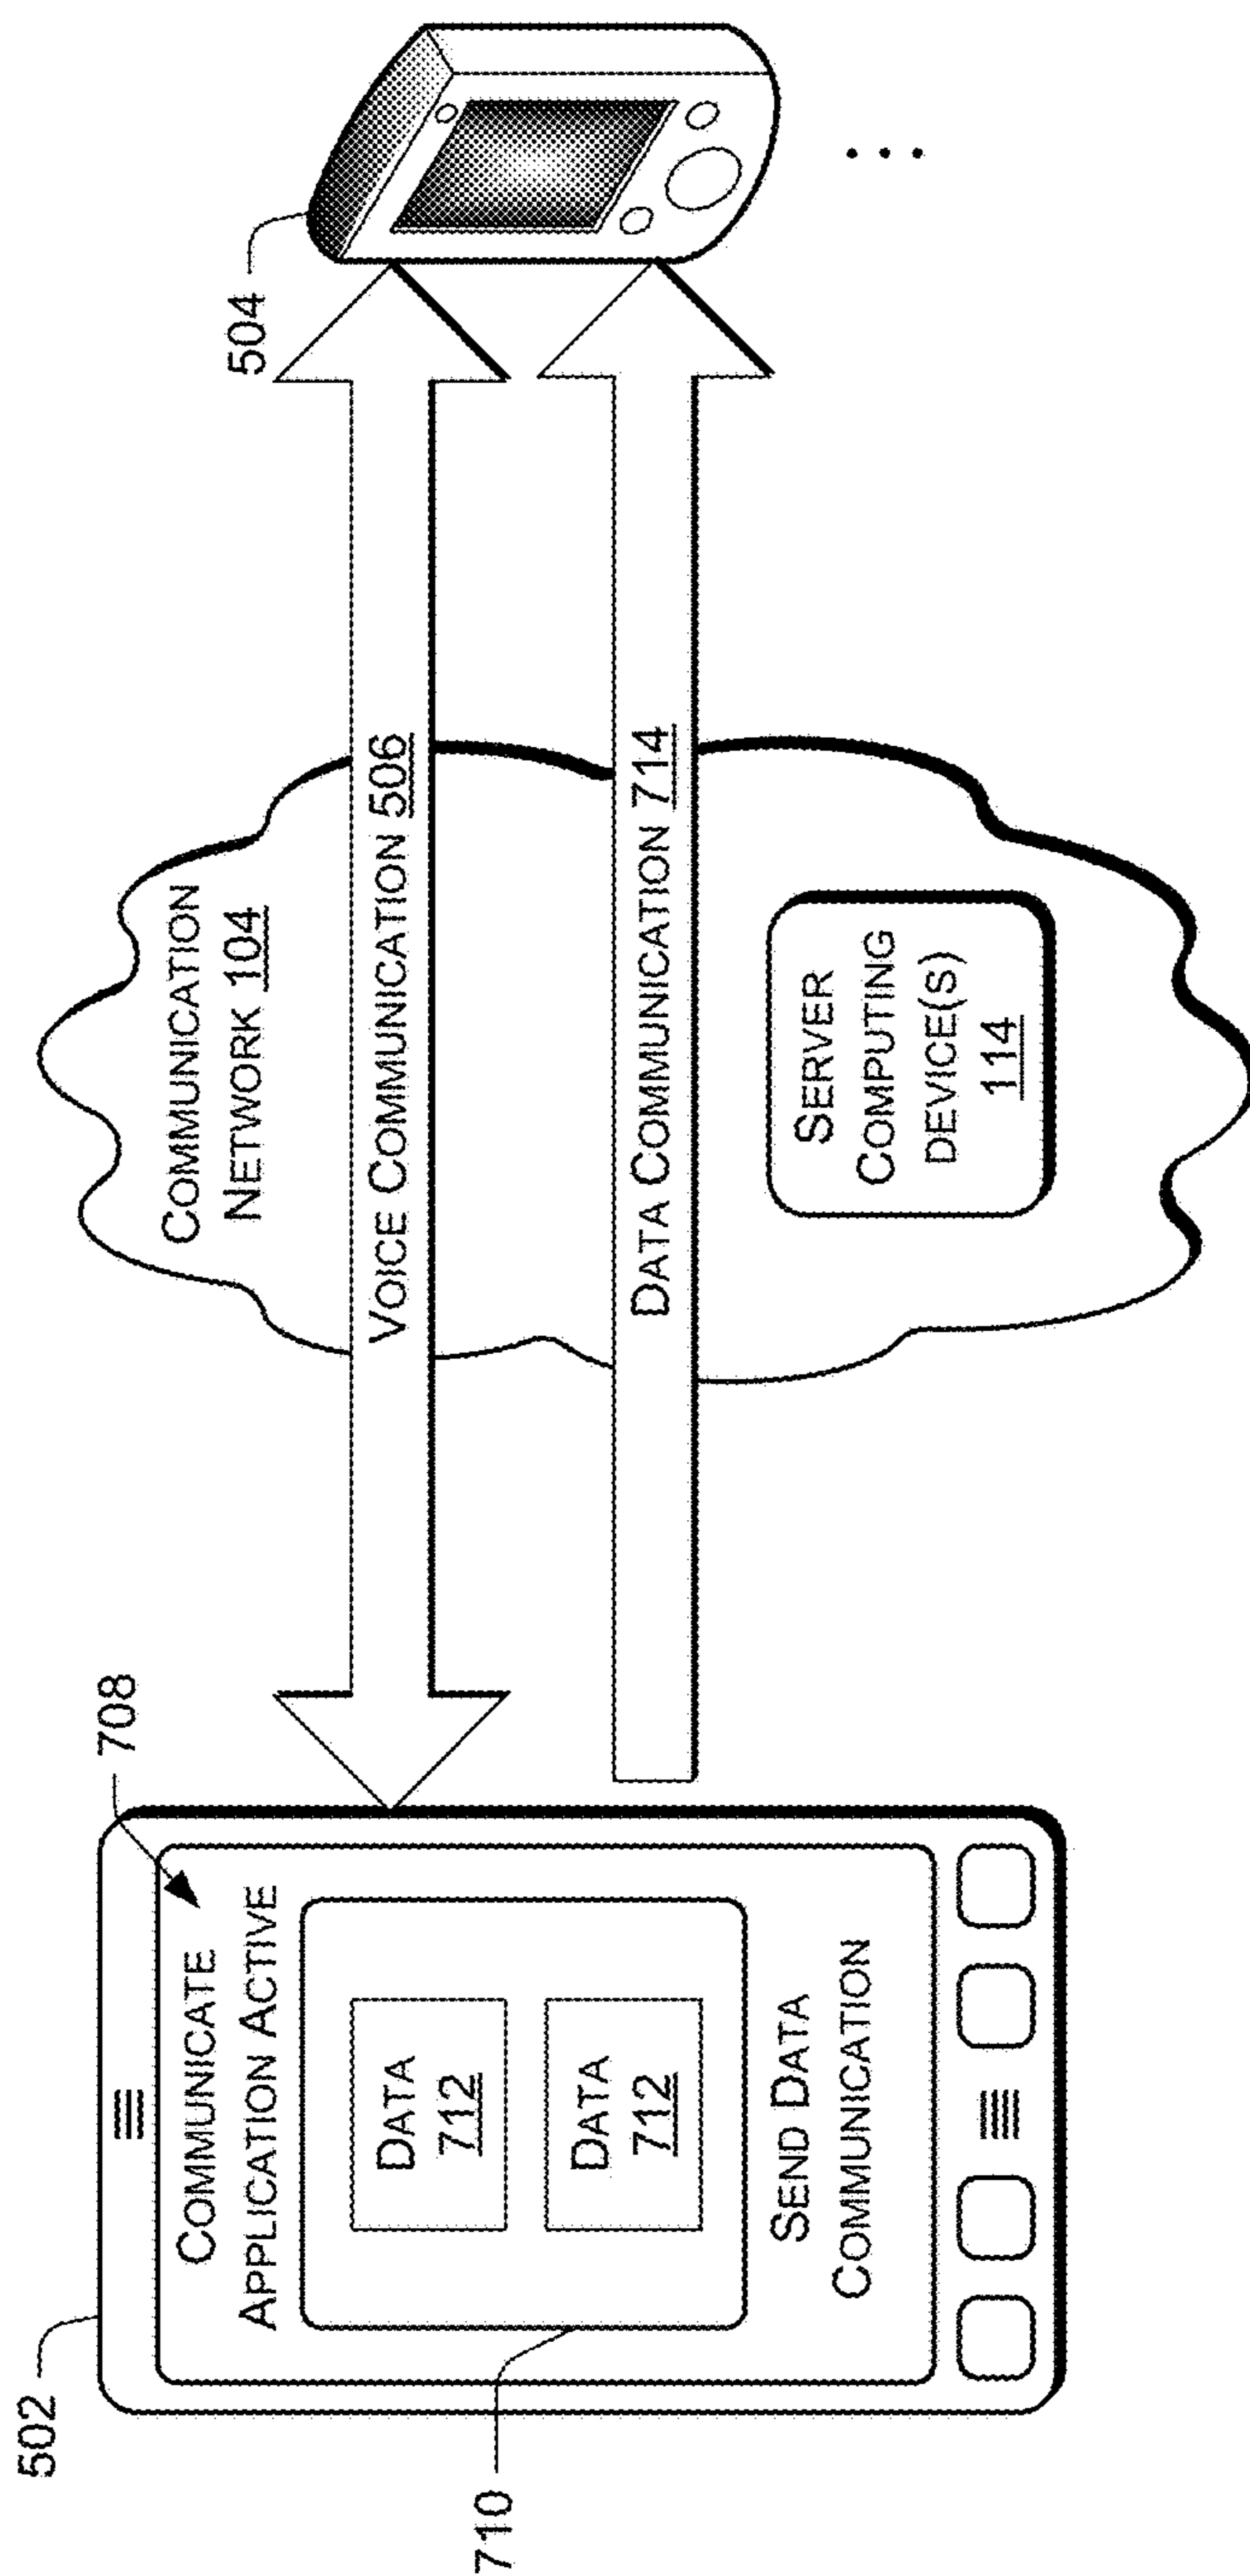 502
708
COMMUNICATE
APPLICATION ACTIVE
DATA
712
DATA
712
SEND DATA
COMMUNICATION
710
COMMUNICATION
NETWORK 104
VOICE COMMUNICATION 506
DATA COMMUNICATION 714
SERVER
COMPUTING
DEVICE(S)
114
504
...